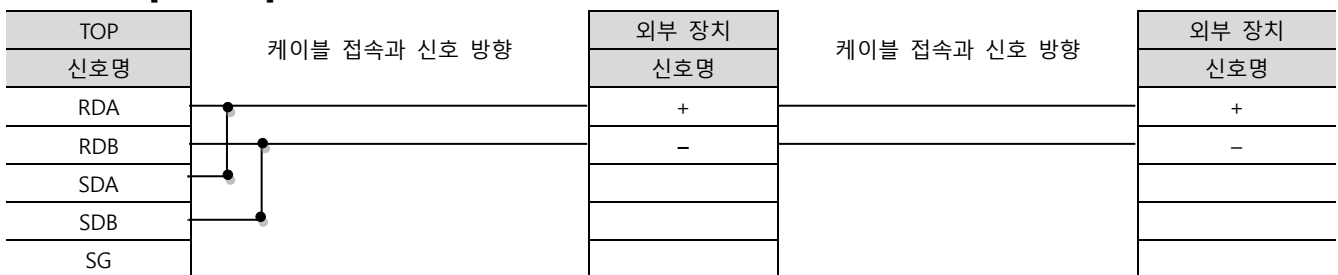 TOP 케이블 접속과 신호 방향 외부 장치 케이블 접속과 신호 방향 외부 장치
신호명 신호명 신호명
RDA + +
RDB − −
SDA
SDB
SG